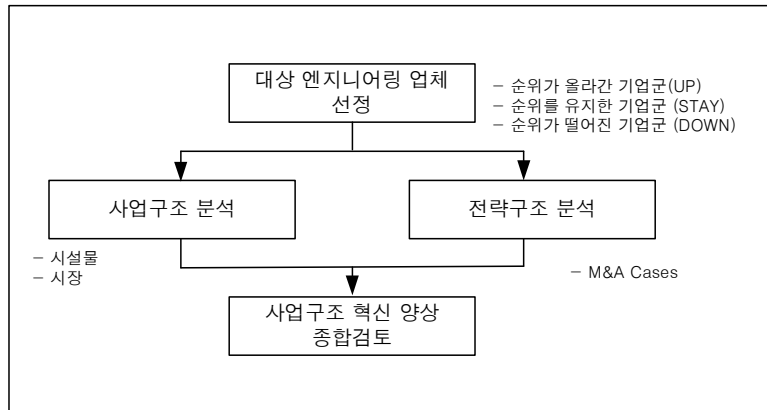 대상 엔지니어링 업체
선정
– 순위가 올라간 기업군(UP)
– 순위를 유지한 기업군 (STAY)
– 순위가 떨어진 기업군 (DOWN)
사업구조 분석
전략구조 분석
– 시설물
– 시장
– M&A Cases
사업구조 혁신 양상
종합검토